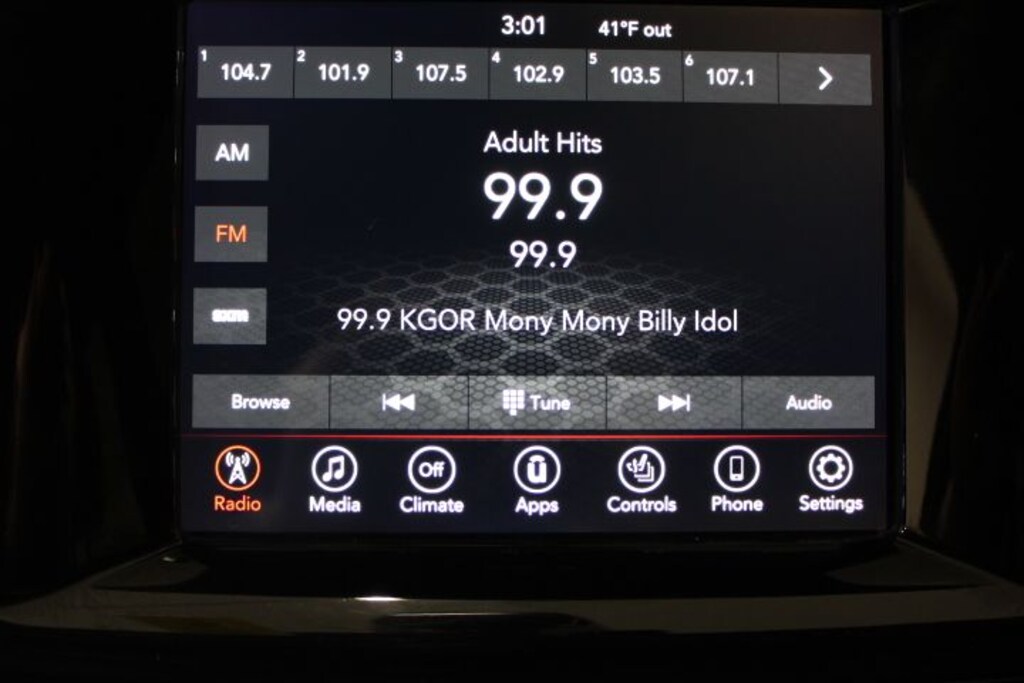 3:01 41°F out
1 104.7 2 101.9 3 107.5 4 102.9 5 103.5 6 107.1
AM
Adult Hits
99.9
FM
99.9
SXM
99.9 KGOR Mony Mony Billy Idol
Browse Tune Audio
Off
Radio Media Climate Apps Controls Phone Settings